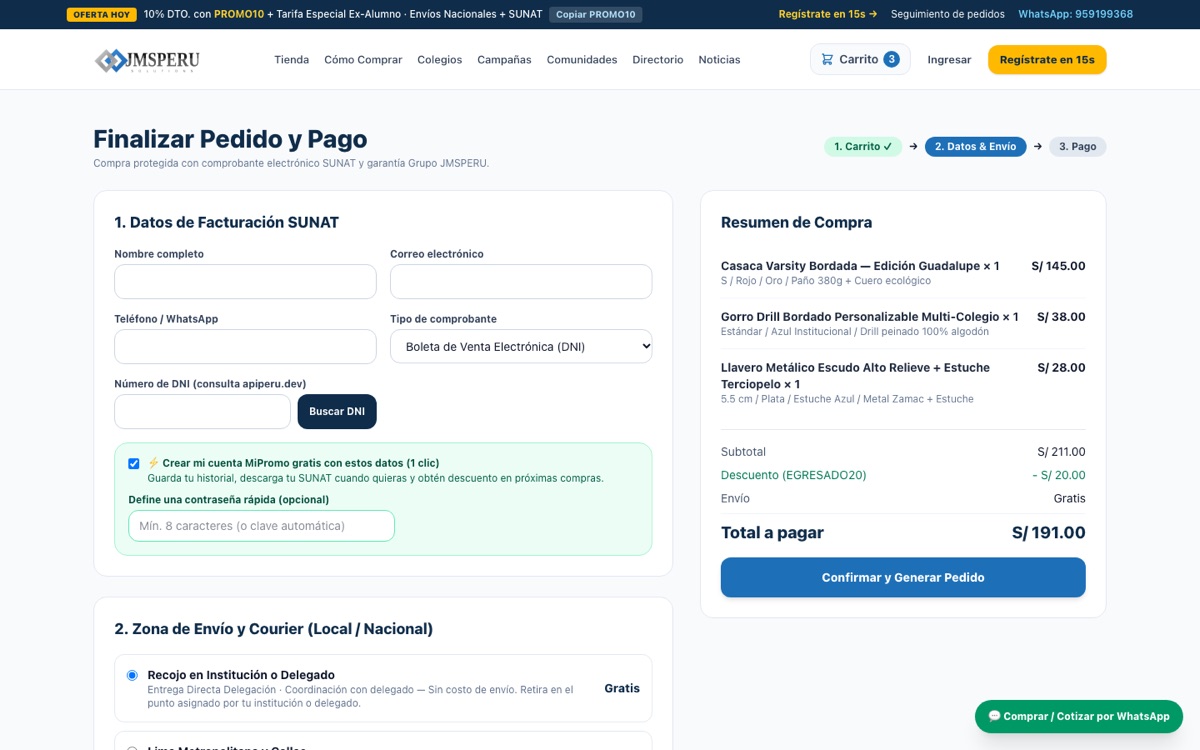 OFERTA HOY 10% DTO. con PROMO10 + Tarifa Especial Ex-Alumno · Envíos Nacionales + SUNAT Copiar PROMO10 Regístrate en 15s → Seguimiento de pedidos WhatsApp: 959199368
JMSPERU
SOLUTIONS
Tienda Cómo Comprar Colegios Campañas Comunidades Directorio Noticias Carrito 3 Ingresar Regístrate en 15s
Finalizar Pedido y Pago
Compra protegida con comprobante electrónico SUNAT y garantía Grupo JMSPERU.
1. Carrito ✓ → 2. Datos & Envío → 3. Pago
1. Datos de Facturación SUNAT
Nombre completo Correo electrónico
Teléfono / WhatsApp Tipo de comprobante
Boleta de Venta Electrónica (DNI)
Número de DNI (consulta apiperu.dev)
Buscar DNI
⚡ Crear mi cuenta MiPromo gratis con estos datos (1 clic)
Guarda tu historial, descarga tu SUNAT cuando quieras y obtén descuento en próximas compras.
Define una contraseña rápida (opcional)
Mín. 8 caracteres (o clave automática)
2. Zona de Envío y Courier (Local / Nacional)
Recojo en Institución o Delegado
Entrega Directa Delegación · Coordinación con delegado — Sin costo de envío. Retira en el
punto asignado por tu institución o delegado.
Gratis
Lima Metropolitana y Callao
Resumen de Compra
Casaca Varsity Bordada — Edición Guadalupe × 1 S/ 145.00
S / Rojo / Oro / Paño 380g + Cuero ecológico
Gorro Drill Bordado Personalizable Multi-Colegio × 1 S/ 38.00
Estándar / Azul Institucional / Drill peinado 100% algodón
Llavero Metálico Escudo Alto Relieve + Estuche S/ 28.00
Terciopelo × 1
5.5 cm / Plata / Estuche Azul / Metal Zamac + Estuche
Subtotal S/ 211.00
Descuento (EGRESADO20) - S/ 20.00
Envío Gratis
Total a pagar S/ 191.00
Confirmar y Generar Pedido
💬 Comprar / Cotizar por WhatsApp